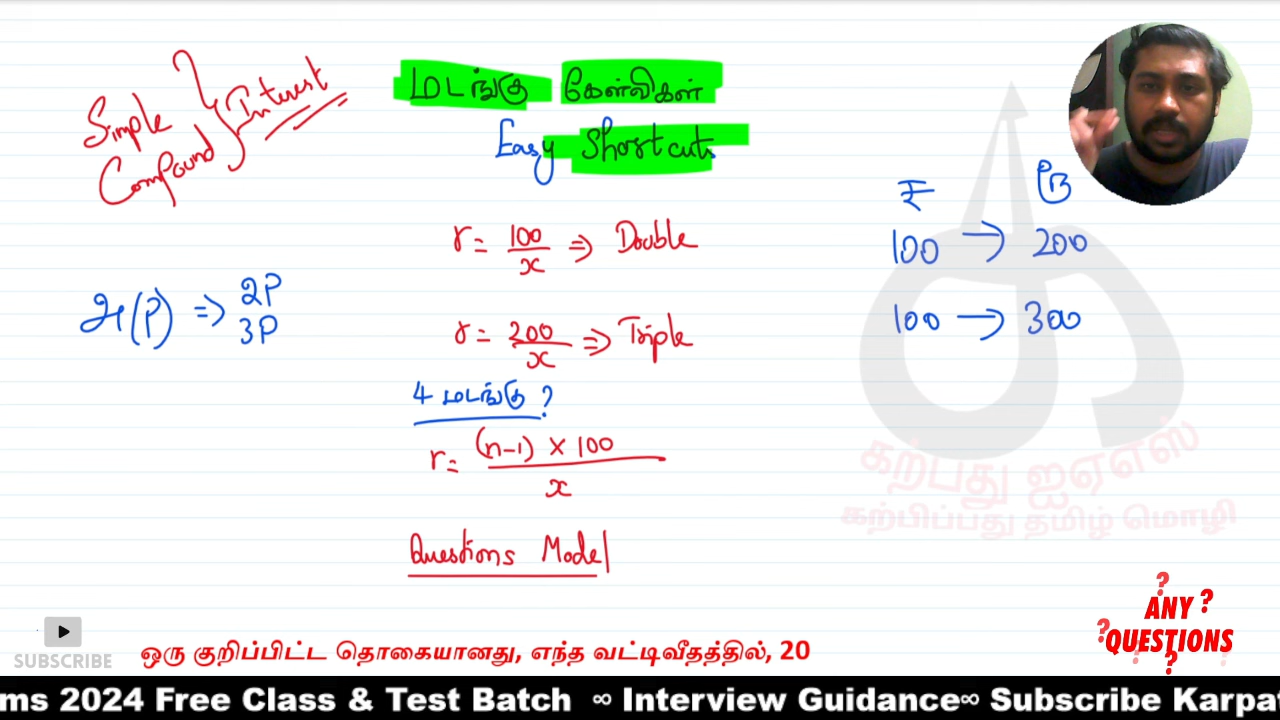 Simple
Compound } Interest
மடங்கு கேள்விகள்
Easy Shortcuts
r = 100/x => Double
r = 200/x => Triple
4 மடங்கு ?
r = (n-1) × 100 / x
Questions Model
(P) => 2P
3P
₹ ரூ
100 → 200
100 → 300
கற்பது ஐஏஎஸ்
கற்பிப்பது தமிழ் மொழி
ANY
QUESTIONS
? ? ? ?
SUBSCRIBE
ஒரு குறிப்பிட்ட தொகையானது, எந்த வட்டிவீதத்தில், 20
ms 2024 Free Class & Test Batch ∞ Interview Guidance∞ Subscribe Karpa